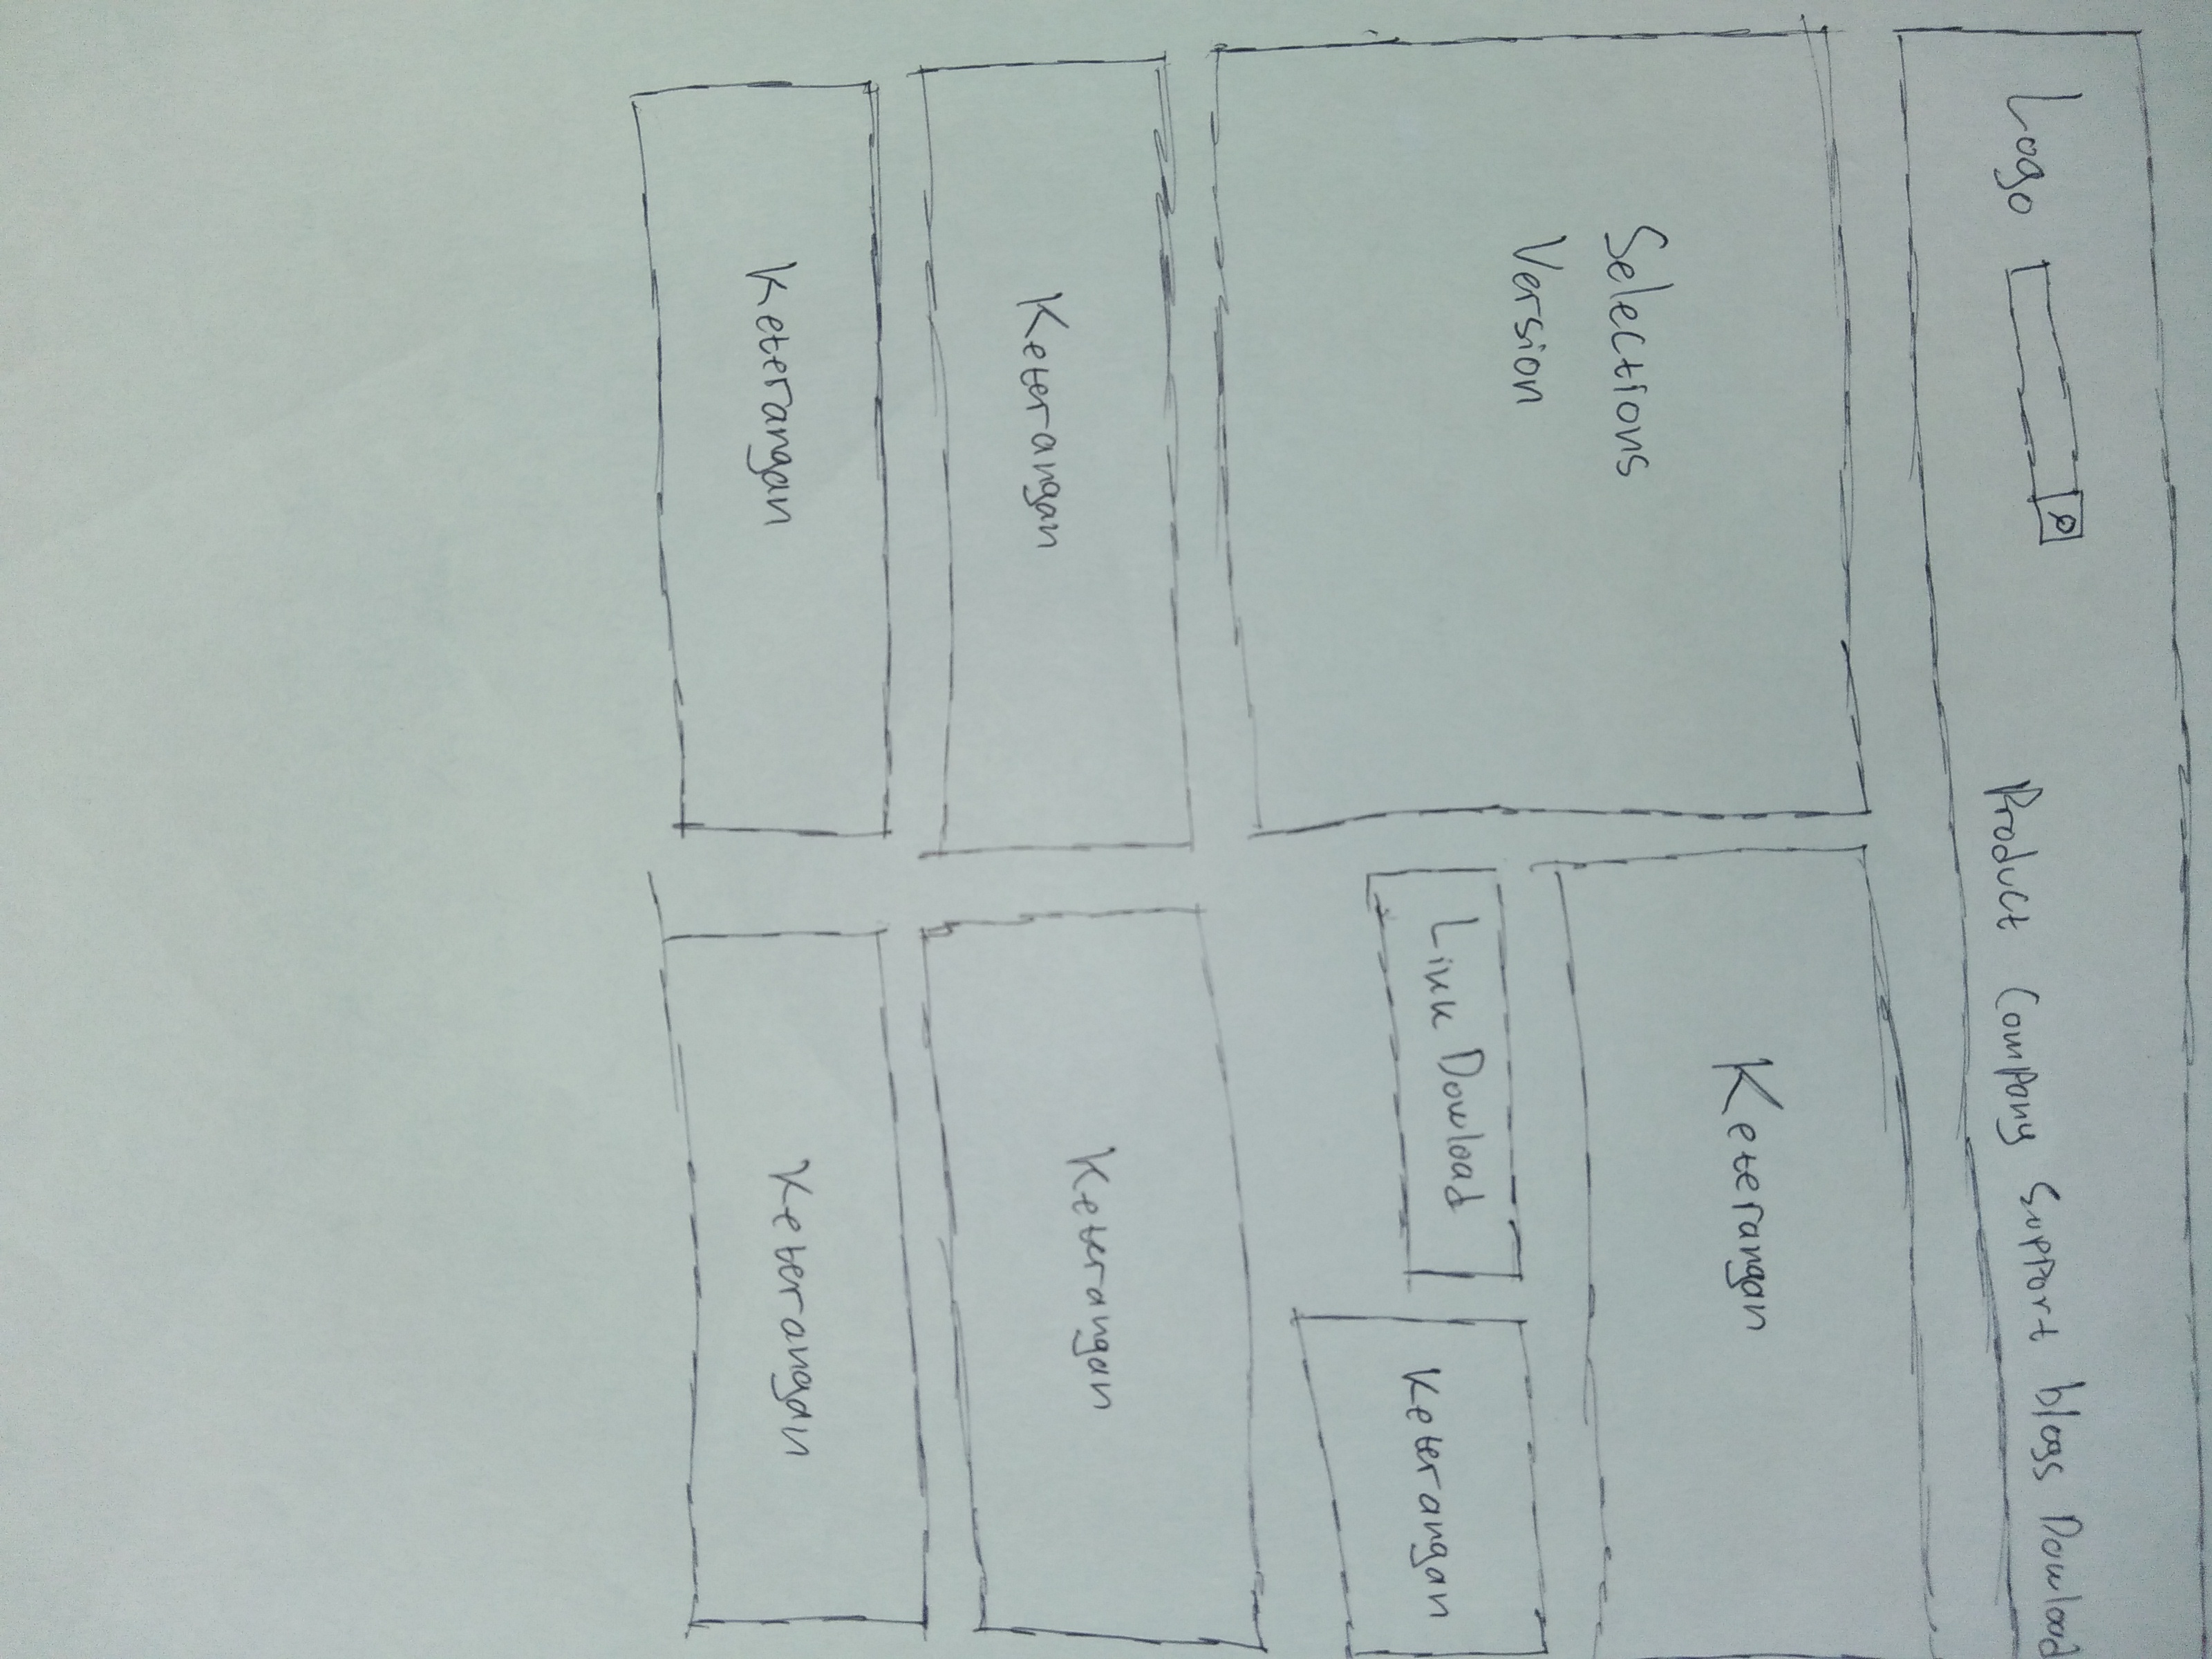 Logo
Product Company Support blogs Dowload
Selections
Version
Keterangan
Link Dowload
Keterangan
Keterangan
Keterangan
Keterangan
Keterangan